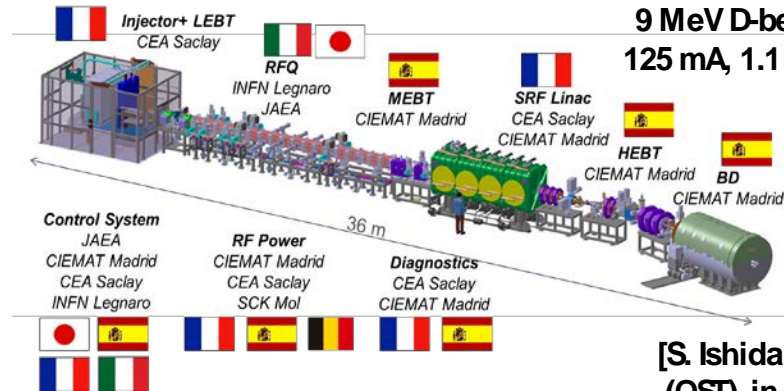 Injector+ LEBT
CEA Saclay
RFQ
INFN Legnaro
JAEA
MEBT
CIEMAT Madrid
SRF Linac
CEA Saclay
CIEMAT Madrid
HEBT
CIEMAT Madrid
BD
CIEMAT Madrid
9 MeV D-be
125 mA, 1.1
36 m
Control System
JAEA
CIEMAT Madrid
CEA Saclay
INFN Legnaro
RF Power
CIEMAT Madrid
CEA Saclay
SCK Mol
Diagnostics
CEA Saclay
CIEMAT Madrid
[S. Ishida
(QST), in